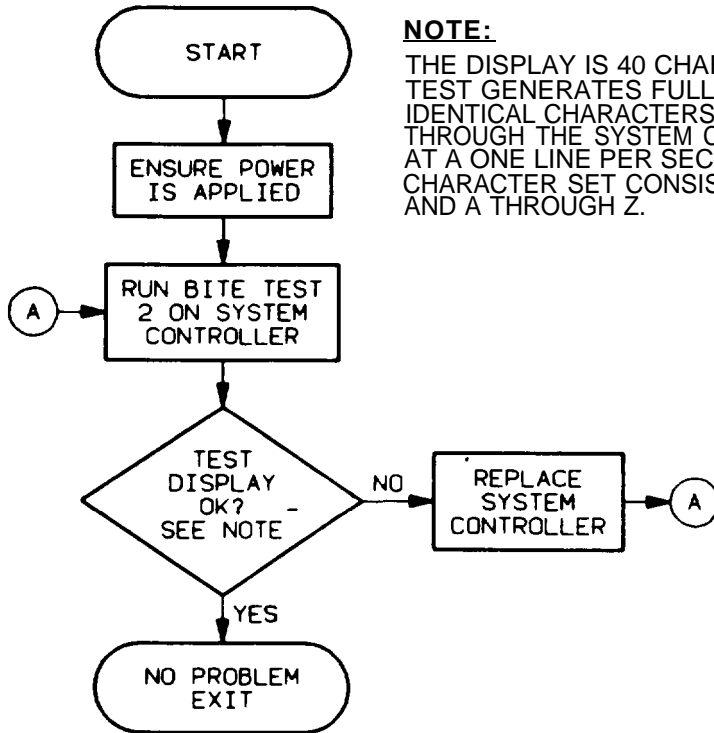 START
NOTE:
THE DISPLAY IS 40
TEST GENERATES FULL
IDENTICAL CHARACTERS
THROUGH THE SYSTEM
AT A ONE LINE PER
CHARACTER SET
AND A THROUGH Z.
ENSURE POWER
IS APPLIED
A
RUN BITE TEST
2 ON SYSTEM
CONTROLLER
TEST
DISPLAY
OK?
SEE NOTE
NO
REPLACE
SYSTEM
CONTROLLER
A
YES
NO PROBLEM
EXIT